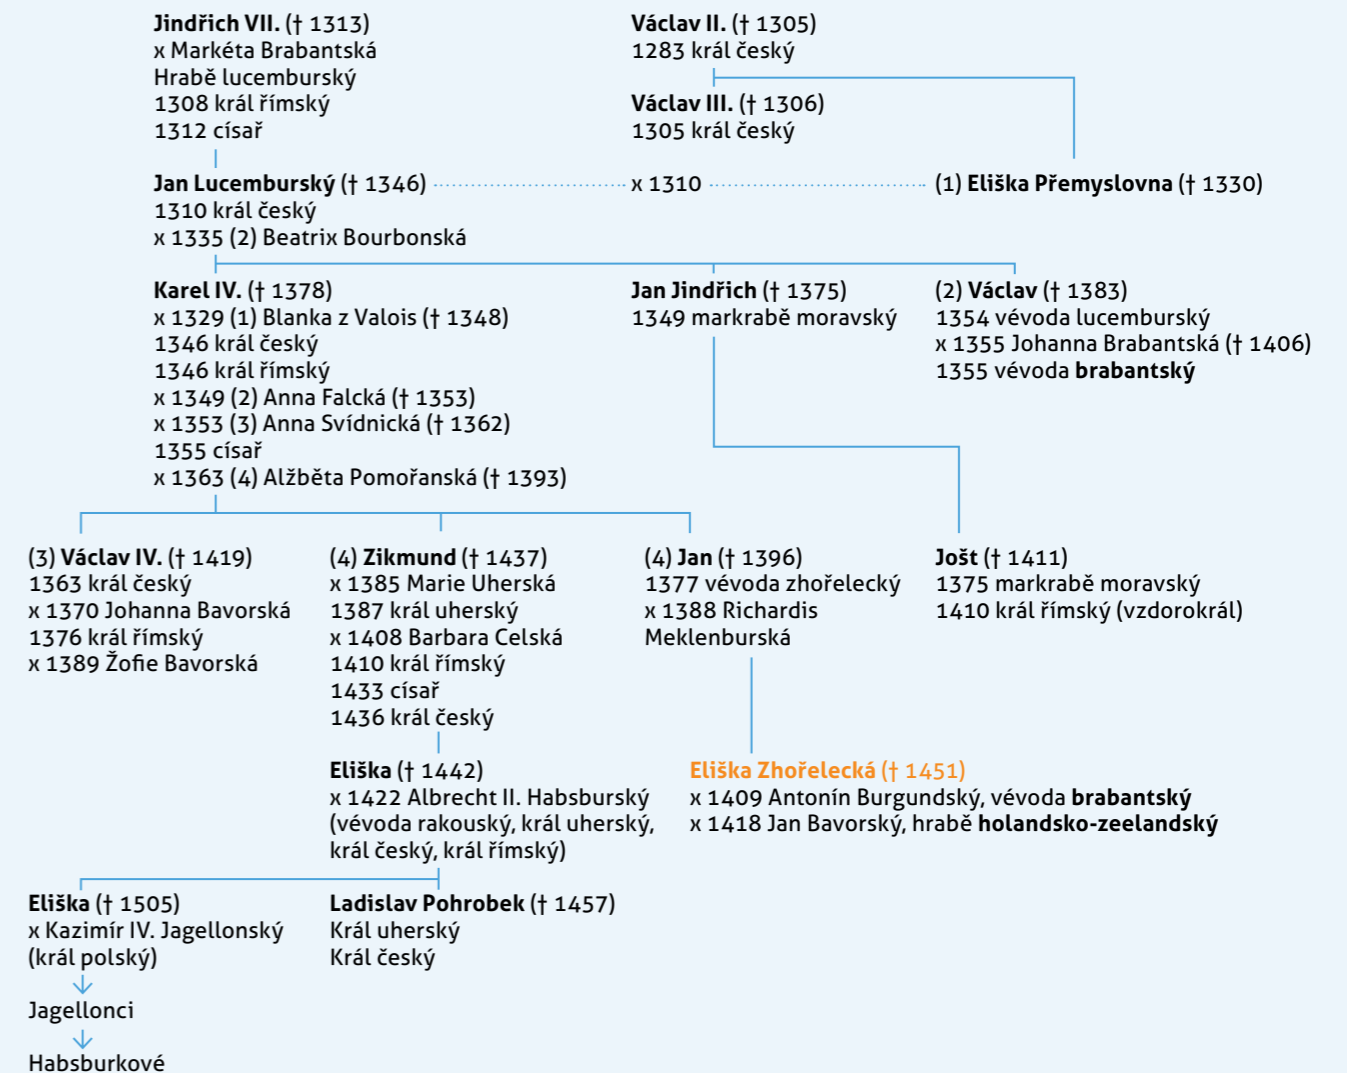 Jindřich VII. († 1313)
x Markéta Brabantská
Hrabě lucemburský
1308 král římský
1312 císař
Václav II. († 1305)
1283 král český
Václav III. († 1306)
1305 král český
Jan Lucemburský († 1346)
x 1310
(1) Eliška Přemyslovna († 1330)
1310 král český
x 1335 (2) Beatrix Bourbonská
Karel IV. († 1378)
x 1329 (1) Blanka z Valois († 1348)
1346 král český
1346 král římský
x 1349 (2) Anna Falcká († 1353)
x 1353 (3) Anna Svídnická († 1362)
1355 císař
x 1363 (4) Alžběta Pomořanská († 1393)
Jan Jindřich († 1375)
1349 markrabě moravský
(2) Václav († 1383)
1354 vévoda lucemburský
x 1355 Johanna Brabantská († 1406)
1355 vévoda brabantský
(3) Václav IV. († 1419)
1363 král český
x 1370 Johanna Bavorská
1376 král římský
x 1389 Žofie Bavorská
(4) Zikmund († 1437)
x 1385 Marie Uherská
1387 král uherský
x 1408 Barbara Celská
1410 král římský
1433 císař
1436 král český
(4) Jan († 1396)
1377 vévoda zhořelecký
x 1388 Richardis
Meklenburská
Jošt († 1411)
1375 markrabě moravský
1410 král římský (vzdorokrál)
Eliška († 1442)
x 1422 Albrecht II. Habsburský
(vévoda rakouský, král uherský,
král český, král římský)
Eliška Zhořelecká († 1451)
x 1409 Antonín Burgundský, vévoda brabantský
x 1418 Jan Bavorský, hrabě holandsko-zeelandský
Eliška († 1505)
x Kazimír IV. Jagellonský
(král polský)
Ladislav Pohrobek († 1457)
Král uherský
Král český
Jagellonci
Habsburkové